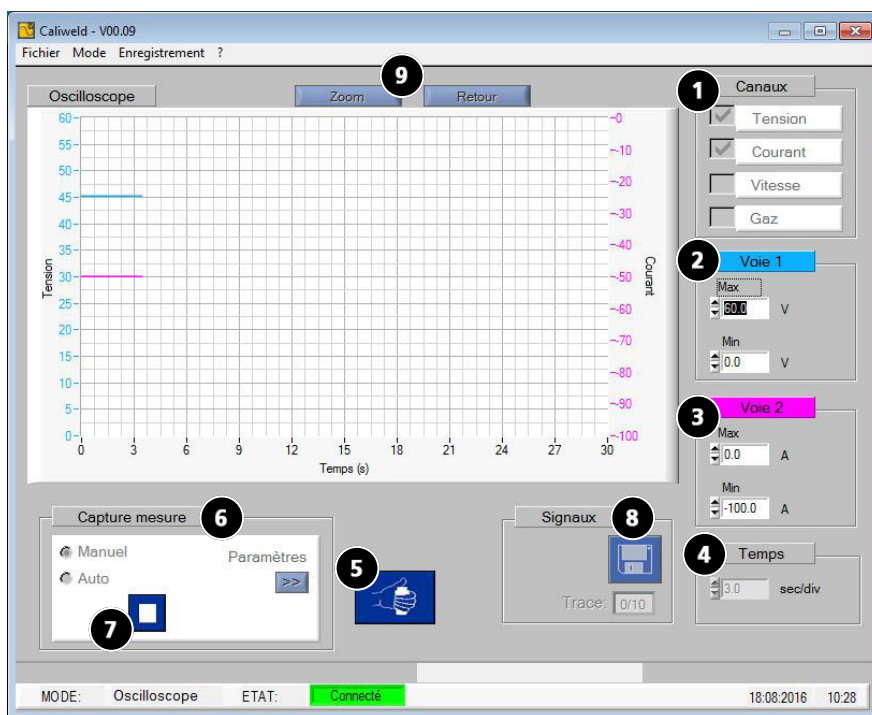 Caliweld - V00.09
Fichier Mode Enregistrement ?
9
Oscilloscope
Zoom
Retour
60
55
50
45
40
35
30
25
20
15
10
5
0
Tension
-0
-10
-20
-30
-40
-50
-60
-70
-80
-90
-100
Courant
0 3 6 9 12 15 18 21 24 27 30
Temps (s)
1
Canaux
Tension
Courant
Vitesse
Gaz
2
Voie 1
Max
60.0 V
Min
0.0 V
3
Voie 2
Max
0.0 A
Min
-100.0 A
4
Temps
3.0 sec/div
Capture mesure
6
Manuel
Auto
Paramètres
>>
7
5
Signaux
8
Trace: 0/10
MODE: Oscilloscope ETAT: Connecté 18:08:2016 10:28